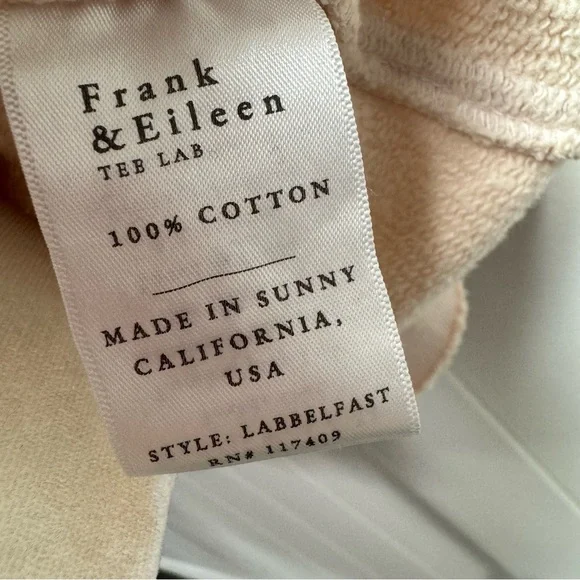 Frank
&Eileen
TEE LAB
100% COTTON
MADE IN SUNNY
CALIFORNIA,
USA
STYLE: LABBELFAST
RN# 117409